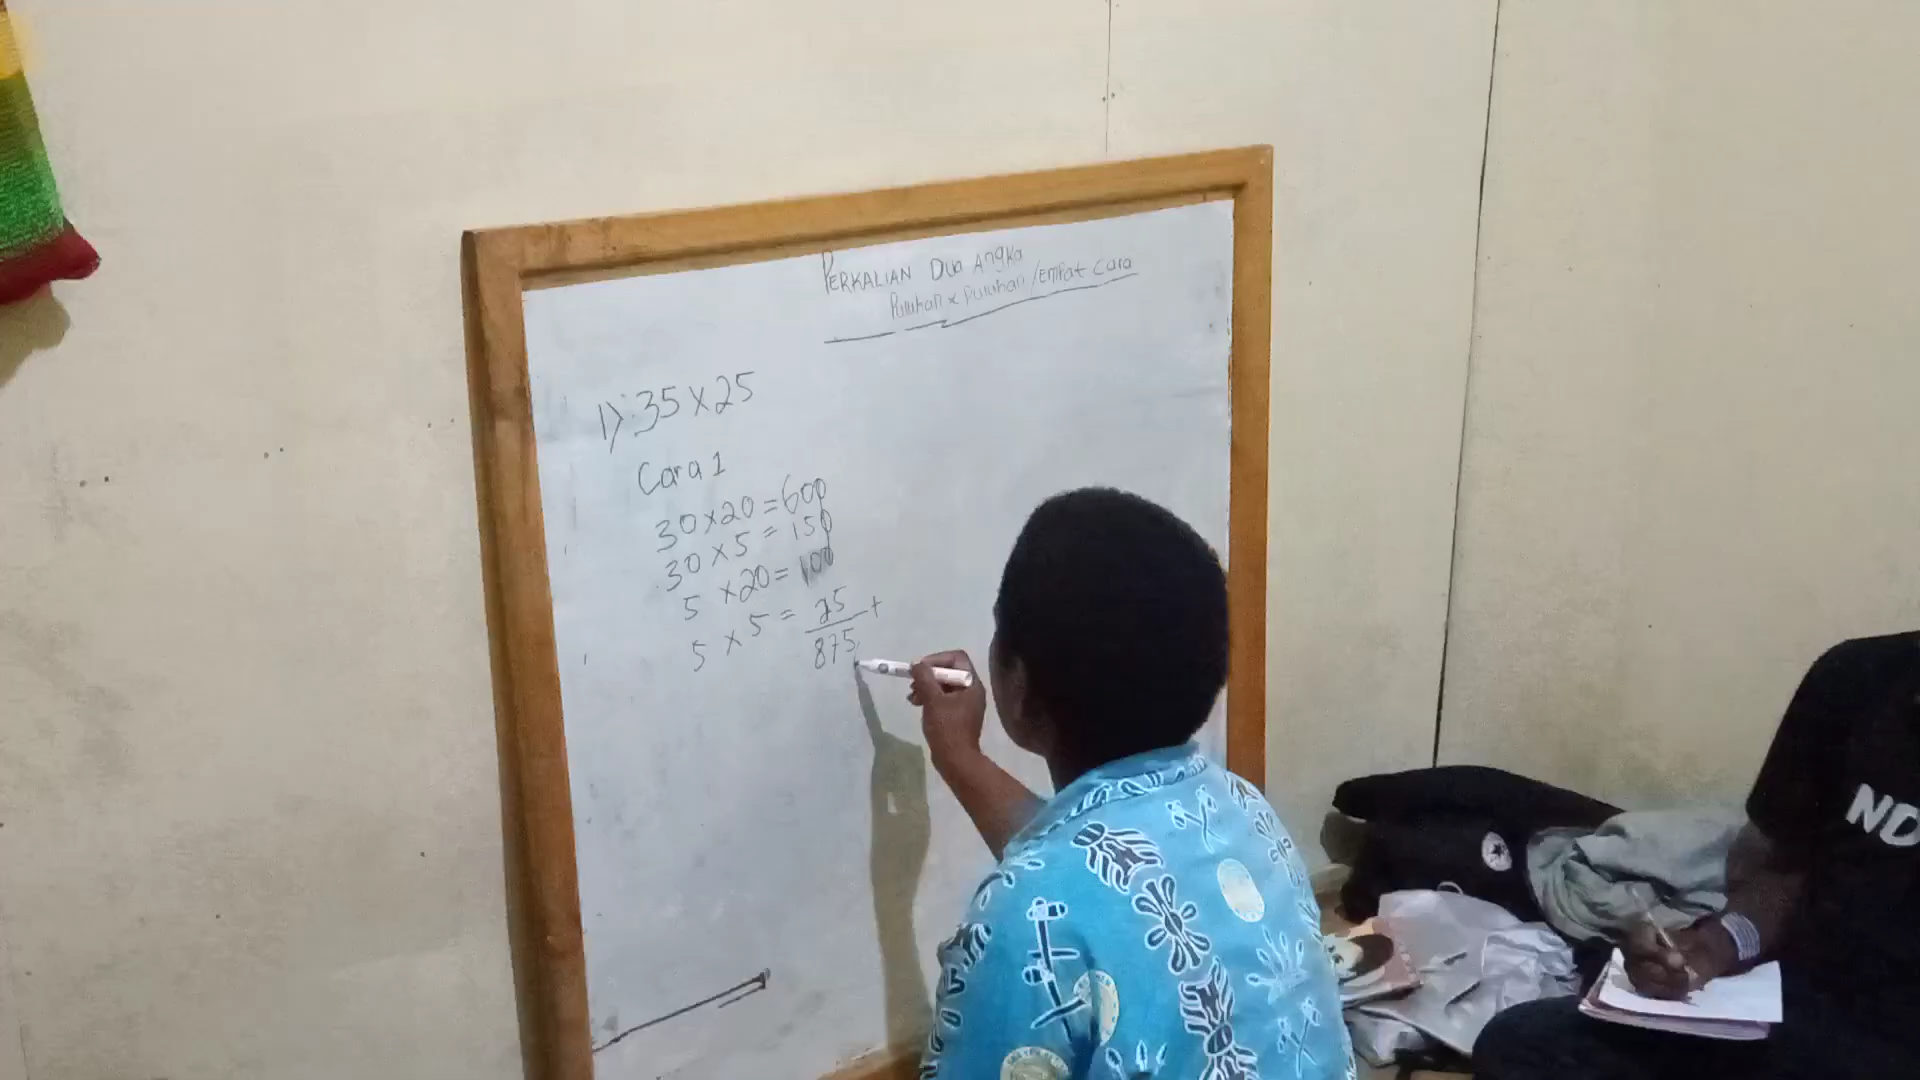 PERKALIAN Dua Angka
Puluhan x Puluhan / Empat Cara
1) 35 x 25
Cara 1
30 x 20 = 600
30 x 5 = 150
5 x 20 = 100
5 x 5 = 25 +
875
ND